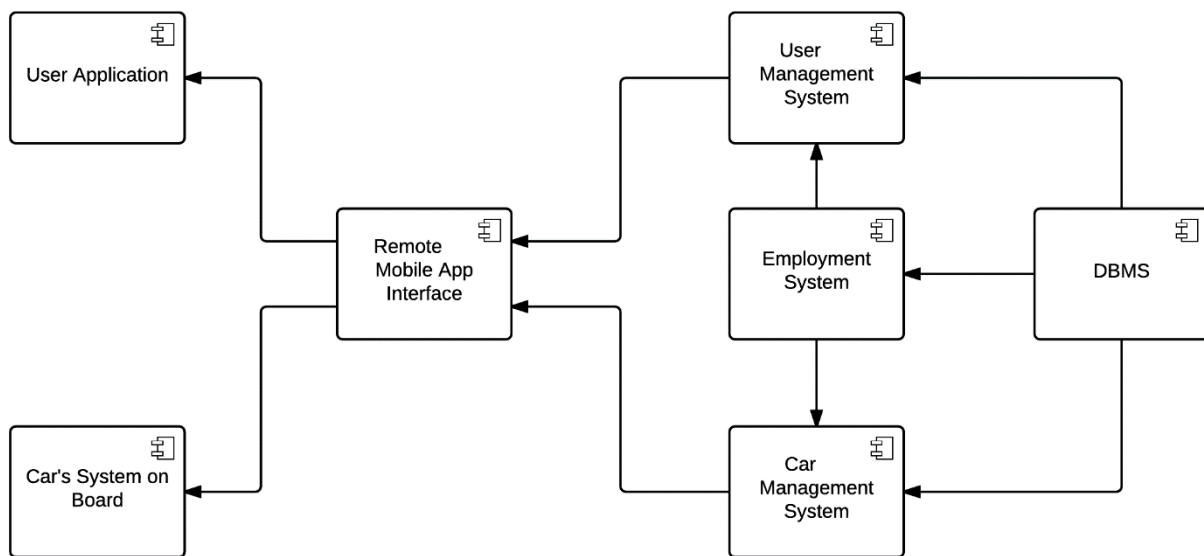 User Application
User
Management
System
Remote
Mobile App
Interface
Employment
System
DBMS
Car's System on
Board
Car
Management
System